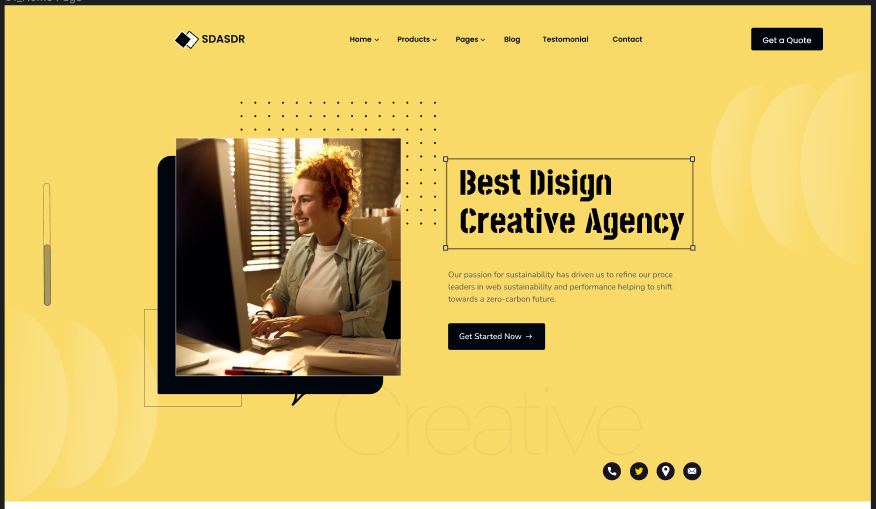 SDASDR
Home
Products
Pages
Blog
Testomonial
Contact
Get a Quote
Best Disign
Creative Agency
Our passion for sustainability has driven us to refine our proce
leaders in web sustainability and performance helping to shift
towards a zero-carbon future.
Get Started Now →
Creative